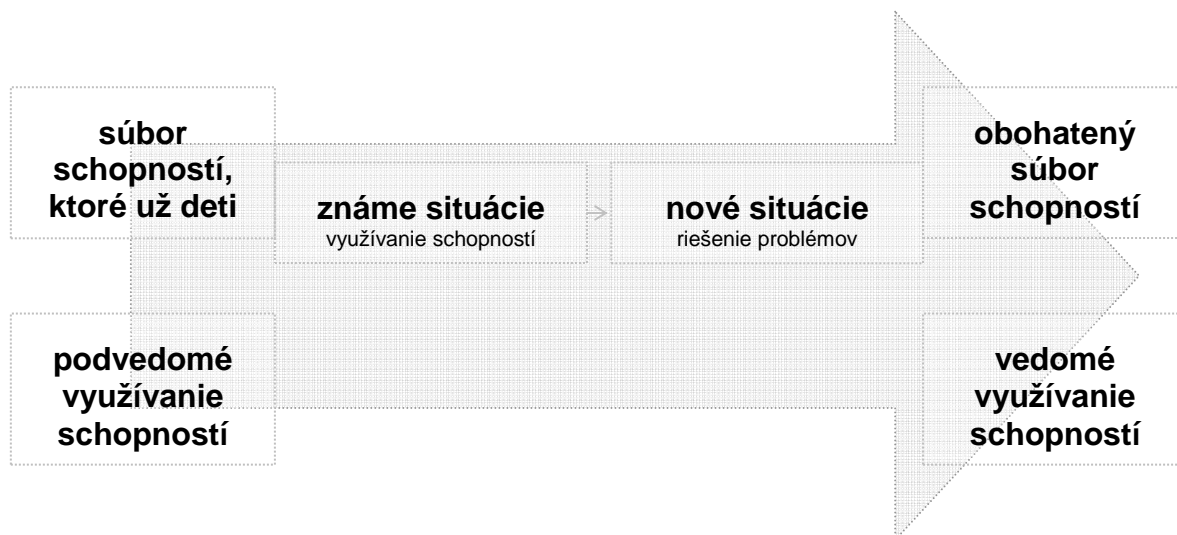 súbor
schopností,
ktoré už deti
známe situácie
využívanie schopností
nové situácie
riešenie problémov
obohatený
súbor
schopností
podvedomé
využívanie
schopností
vedomé
využívanie
schopností